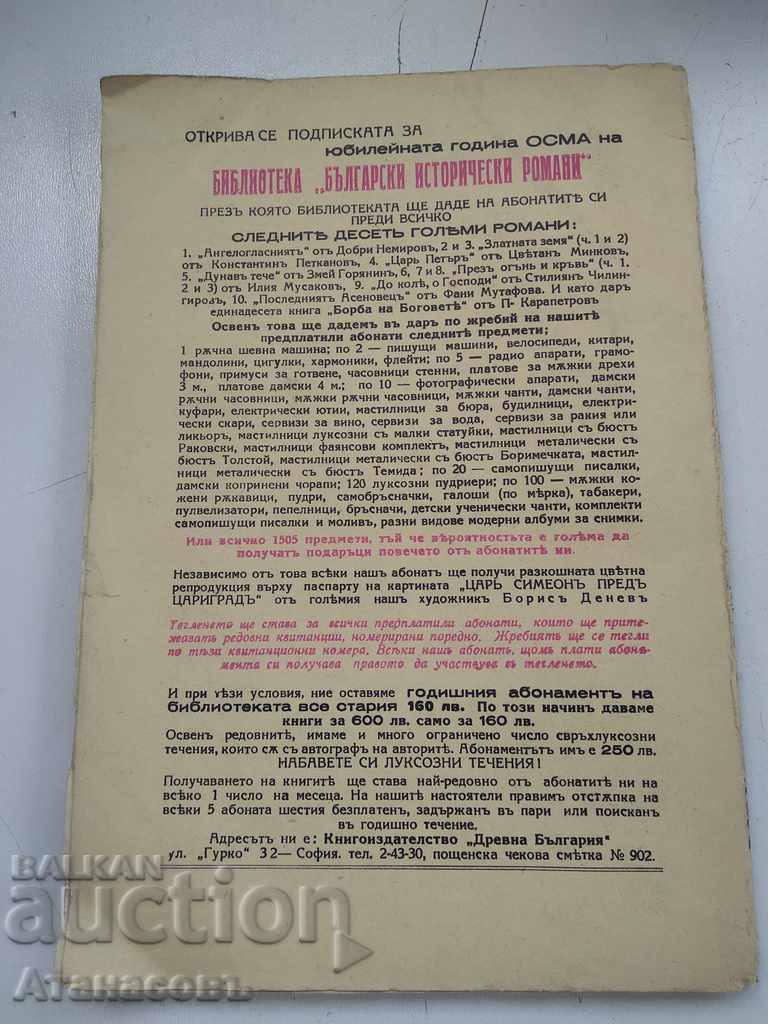 ОТКРИВА СЕ ПОДПИСКАТА ЗА
юбилейната година ОСМА на
БИБЛИОТЕКА „БЪЛГАРСКИ ИСТОРИЧЕСКИ РОМАНИ"
ПРЕЗЪ КОЯТО БИБЛИОТЕКАТА ЩЕ ДАДЕ НА АБОНАТИТѢ СИ
ПРЕДИ ВСИЧКО
СЛЕДНИТѢ ДЕСЕТЬ ГОЛѢМИ РОМАНИ:
1. „Ангелогласниятъ" отъ Добри Немировъ, 2 и 3. „Златната земя" (ч. 1 и 2)
отъ Константинъ Петкановъ, 4. „Царь Петъръ" отъ Цвѣтанъ Минковъ,
5. „Дунавъ тече" отъ Змей Горянинъ, 6, 7 и 8. „Презъ огънь и кръвь" (ч. 1.
2 и 3) отъ Илия Мусаковъ, 9. „До колѣ, о Господи" отъ Стилиянъ Чилин-
гировъ, 10. „Последниятъ Асеновецъ" отъ Фани Мутафова. И като даръ
единадесета книга „Борба на Боговетѣ" отъ П. Карапетровъ
Освенъ това ще дадемъ въ даръ по жребий на нашитѣ
предплатили абонати следнитѣ предмети:
1 рѫчна шевна машина; по 2 — пишущи машини, велосипеди, китари,
мандолини, цигулки, хармоники, флейти; по 5 — радио апарати, грамо-
фони, примуси за готвене, часовници стенни, платове за мѫжки дрехи
3 м., платове дамски 4 м.; по 10 — фотографически апарати, дамски
рѫчни часовници, мѫжки рѫчни часовници, мѫжки чанти, дамски чанти,
куфари, електрически ютии, мастилници за бюра, будилници, електри-
чески скари, сервизи за вино, сервизи за вода, сервизи за ракия или
ликьоръ, мастилници луксозни съ малки статуйки, мастилници съ бюстъ
Раковски, мастилници фаянсови комплектъ, мастилници металически съ
бюстъ Толстой, мастилници металически съ бюстъ Боримечката, мастил-
ници металически съ бюстъ Темида; по 20 — самопишущи писалки,
дамски копринени чорапи; 120 луксозни пудриери; по 100 — мѫжки ко-
жени рѫкавици, пудри, самобръсначки, галоши (по мѣрка), табакери,
пулвелизатори, пепелници, бръсначи, детски ученически чанти, комплекти
самопишущи писалки и моливъ, разни видове модерни албуми за снимки.
Или всичко 1505 предмети, тъй че вѣроятностьта е голѣма да
получатъ подаръци повечето отъ абонатитѣ ни.
Независимо отъ това всѣки нашъ абонатъ ще получи разкошната цвѣтна
репродукция върху паспарту на картината „ЦАРЬ СИМЕОНЪ ПРЕДЪ
ЦАРИГРАДЪ" отъ голѣмия нашъ художникъ Борисъ Деневъ
Тегленето ще става за всички предплатили абонати, които ще прите-
жаватъ редовни квитанции, номерирани поредно. Жребиятъ ще се тегли
по тѣзи квитанционни номера. Всѣки нашъ абонатъ, щомъ плати абона-
мента си получава правото да участвува въ тегленето.
И при тѣзи условия, ние оставяме годишния абонаментъ на
библиотеката все стария 160 лв. По този начинъ даваме
книги за 600 лв. само за 160 лв.
Освенъ редовнитѣ, имаме и много ограничено число свръхлуксозни
течения, които сѫ съ автографъ на авторитѣ. Абонаментътъ имъ е 250 лв.
НАБАВЕТЕ СИ ЛУКСОЗНИ ТЕЧЕНИЯ!
Получаването на книгитѣ ще става най-редовно отъ абонатитѣ ни на
всѣко 1 число на месеца. На нашитѣ настоятели правимъ отстѫпка на
всѣки 5 абоната шестия безплатенъ, задържанъ въ пари или поисканъ
въ годишно течение.
Адресътъ ни е: Книгоиздателство „Древна България"
ул. „Гурко" 32 — София. тел. 2-43-30, пощенска чекова смѣтка № 902.
BALKAN
auction
Атанасовъ